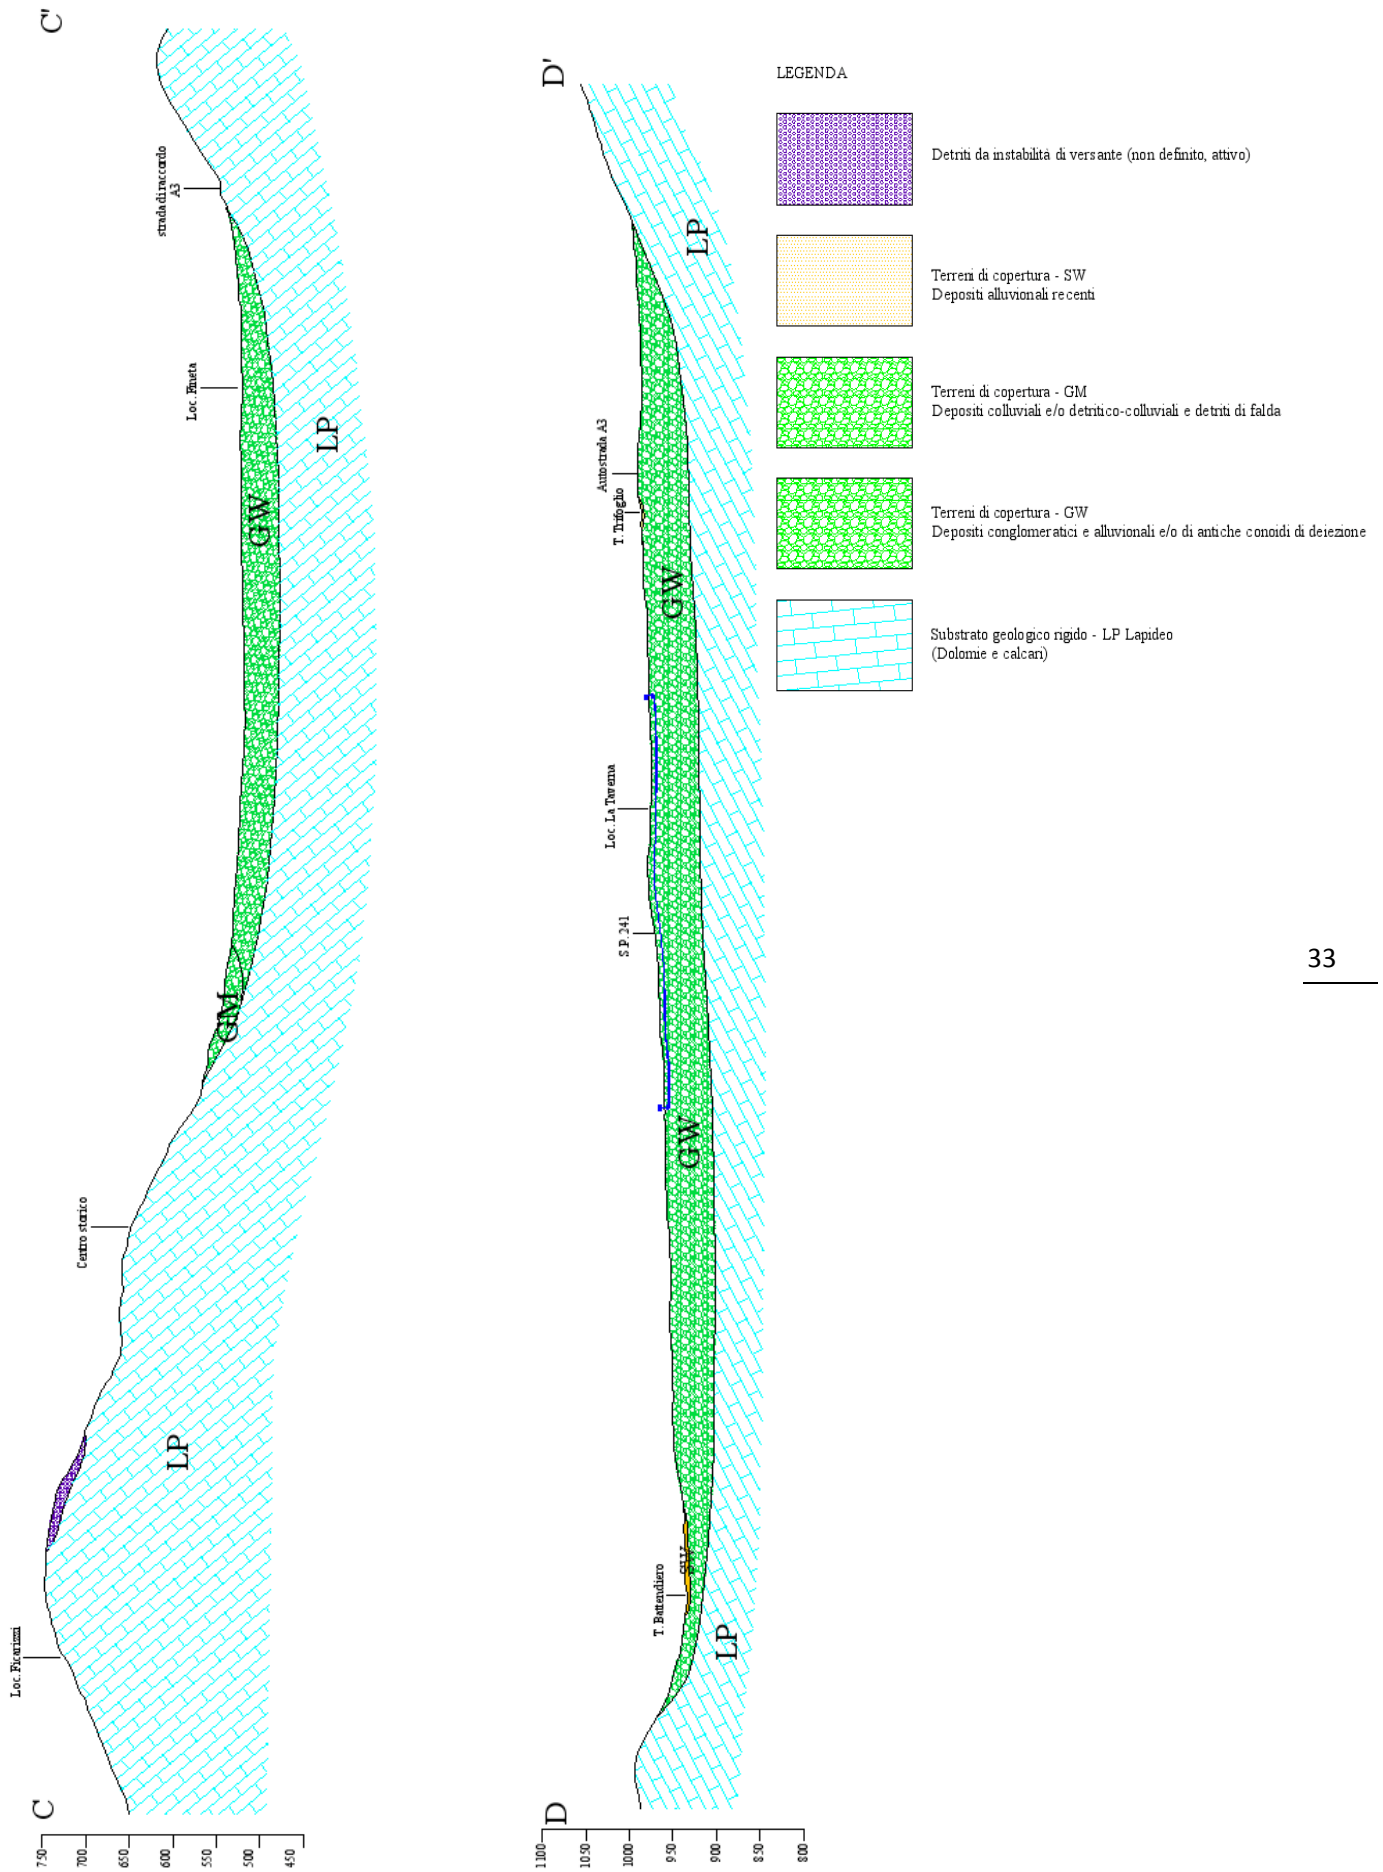 C'
strada di raccordo
A3
Loc. Pineta
GW
LP
GM
Centro storico
LP
Loc. Ficarizzi
C
750
700
650
600
550
500
450
D'
LP
Autostrada A3
T. Trifoglio
GW
Loc. La Taverna
S.P. 241
GW
SW
T. Battendiero
LP
D
1100
1050
1000
950
900
850
800
LEGENDA
Detriti da instabilità di versante (non definito, attivo)
Terreni di copertura - SW
Depositi alluvionali recenti
Terreni di copertura - GM
Depositi colluviali e/o detritico-colluviali e detriti di falda
Terreni di copertura - GW
Depositi conglomeratici e alluvionali e/o di antiche conoidi di deiezione
Substrato geologico rigido - LP Lapideo
(Dolomie e calcari)
33